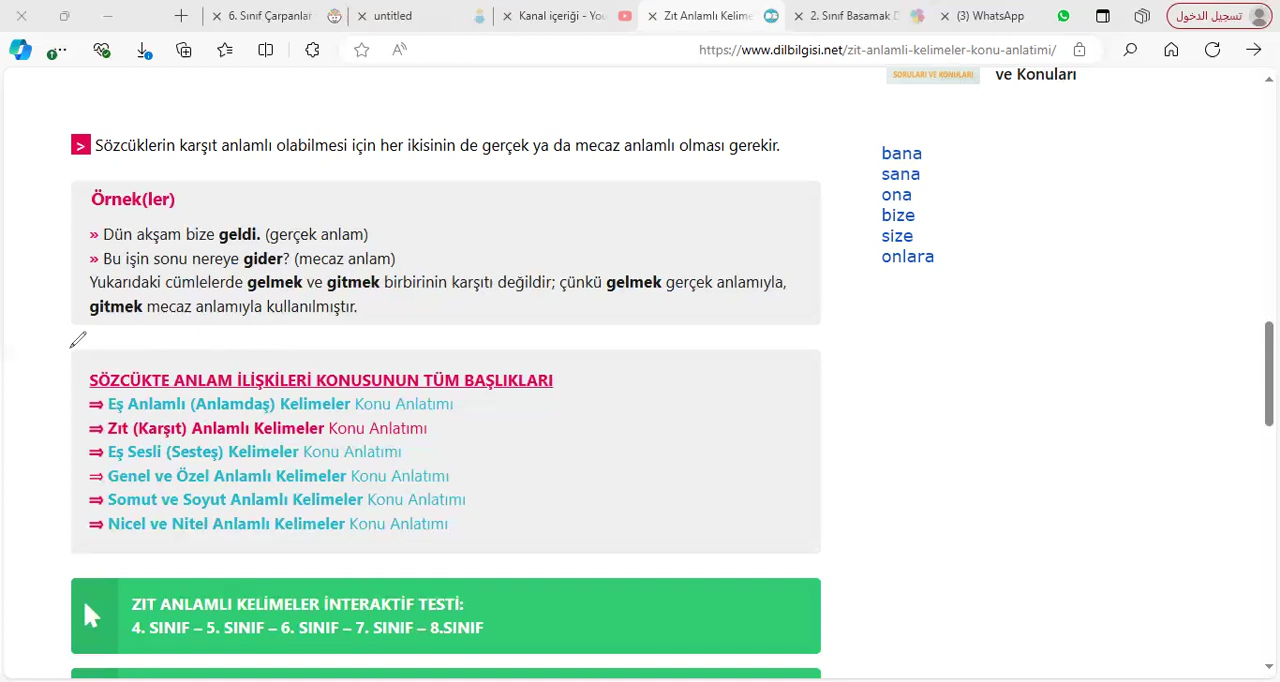 6. Sınıf Çarpanlar
untitled
Kanal içeriği - You
Zıt Anlamlı Kelime
2. Sınıf Basamak D
(3) WhatsApp
تسجيل الدخول
https://www.dilbilgisi.net/zit-anlamli-kelimeler-konu-anlatimi/
SORULARI VE KONULARI
ve Konuları
> Sözcüklerin karşıt anlamlı olabilmesi için her ikisinin de gerçek ya da mecaz anlamlı olması gerekir.
Örnek(ler)
» Dün akşam bize geldi. (gerçek anlam)
» Bu işin sonu nereye gider? (mecaz anlam)
Yukarıdaki cümlelerde gelmek ve gitmek birbirinin karşıtı değildir; çünkü gelmek gerçek anlamıyla,
gitmek mecaz anlamıyla kullanılmıştır.
bana
sana
ona
bize
size
onlara
SÖZCÜKTE ANLAM İLİŞKİLERİ KONUSUNUN TÜM BAŞLIKLARI
⇒ Eş Anlamlı (Anlamdaş) Kelimeler Konu Anlatımı
⇒ Zıt (Karşıt) Anlamlı Kelimeler Konu Anlatımı
⇒ Eş Sesli (Sesteş) Kelimeler Konu Anlatımı
⇒ Genel ve Özel Anlamlı Kelimeler Konu Anlatımı
⇒ Somut ve Soyut Anlamlı Kelimeler Konu Anlatımı
⇒ Nicel ve Nitel Anlamlı Kelimeler Konu Anlatımı
ZIT ANLAMLI KELİMELER İNTERAKTİF TESTİ:
4. SINIF – 5. SINIF – 6. SINIF – 7. SINIF – 8.SINIF